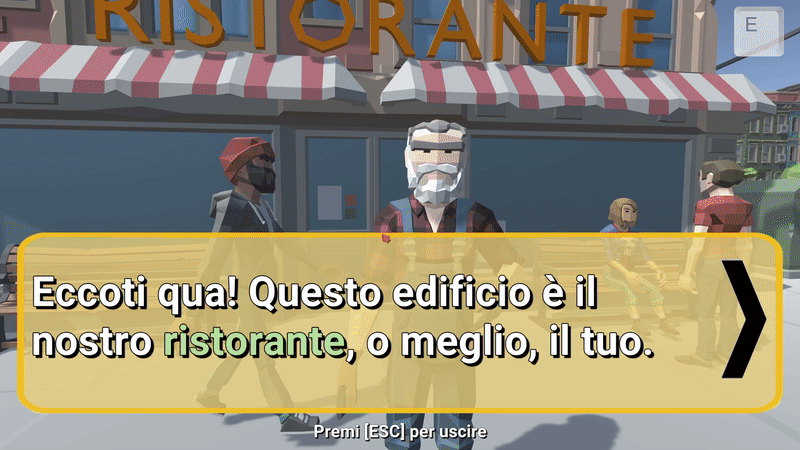 RISTORANTE
E
Eccoti qua! Questo edificio è il
nostro ristorante, o meglio, il tuo.
Premi [ESC] per uscire